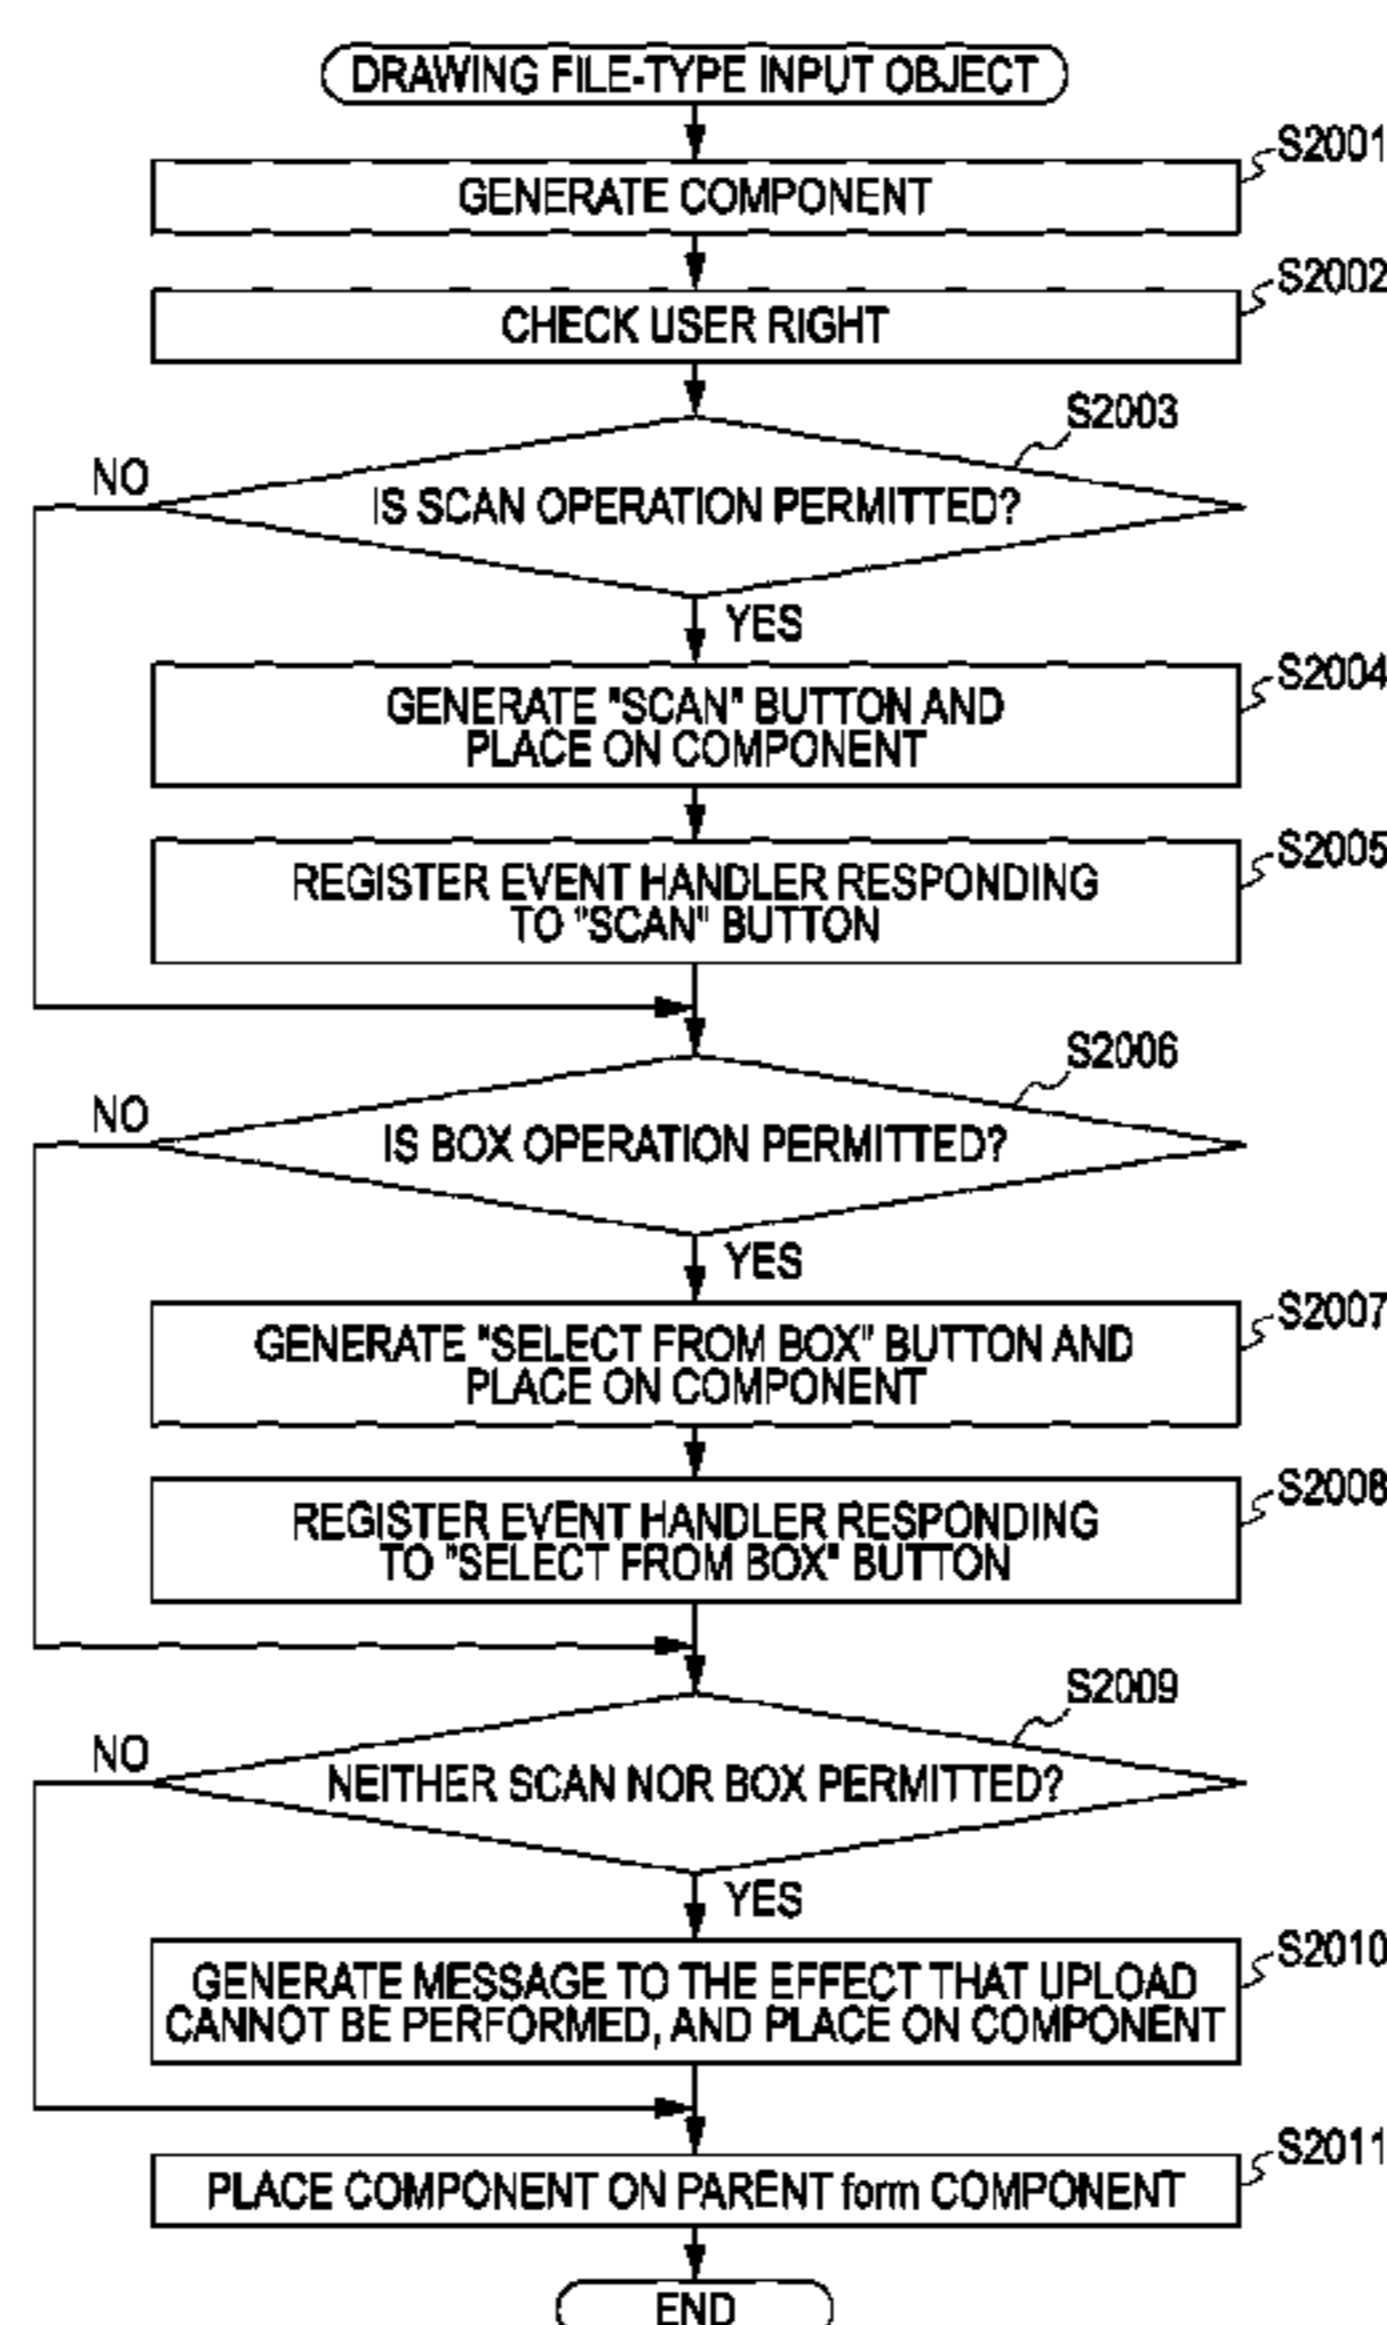 DRAWING FILE-TYPE INPUT OBJECT
S2001
GENERATE COMPONENT
S2002
CHECK USER RIGHT
S2003
NO
IS SCAN OPERATION PERMITTED?
YES
S2004
GENERATE "SCAN" BUTTON AND
PLACE ON COMPONENT
S2005
REGISTER EVENT HANDLER RESPONDING
TO "SCAN" BUTTON
S2006
NO
IS BOX OPERATION PERMITTED?
YES
S2007
GENERATE "SELECT FROM BOX" BUTTON AND
PLACE ON COMPONENT
S2008
REGISTER EVENT HANDLER RESPONDING
TO "SELECT FROM BOX" BUTTON
S2009
NO
NEITHER SCAN NOR BOX PERMITTED?
YES
S2010
GENERATE MESSAGE TO THE EFFECT THAT UPLOAD
CANNOT BE PERFORMED, AND PLACE ON COMPONENT
S2011
PLACE COMPONENT ON PARENT form COMPONENT
END